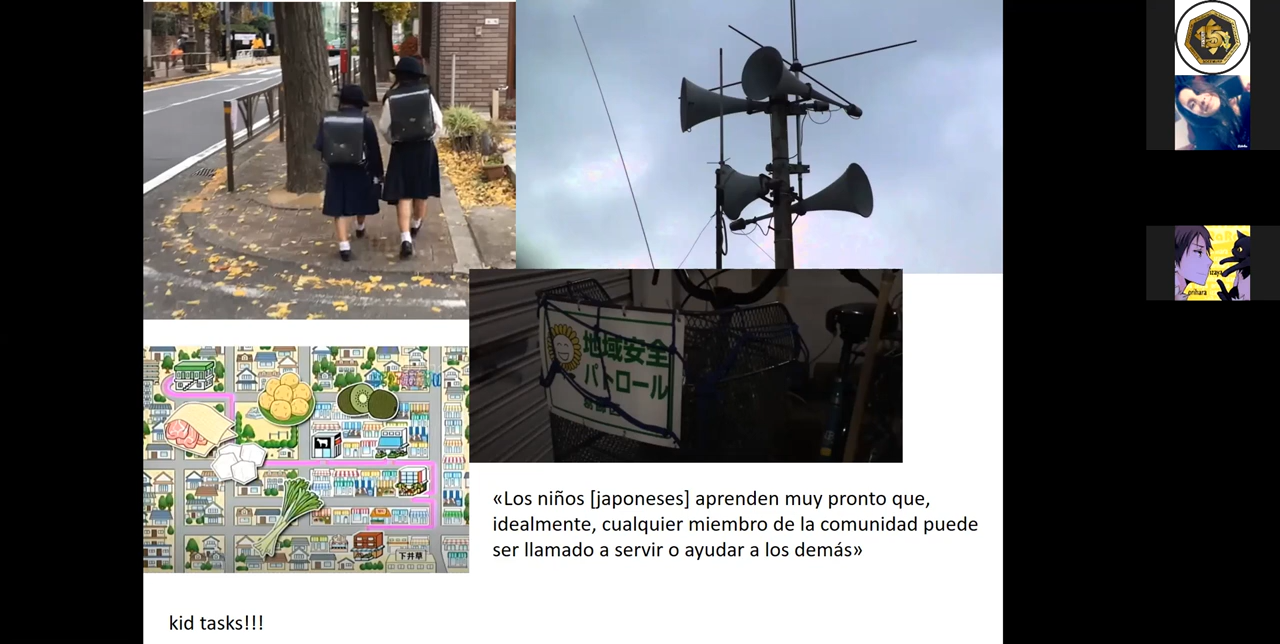 地域安全
パトロール
下井草
«Los niños [japoneses] aprenden muy pronto que,
idealmente, cualquier miembro de la comunidad puede
ser llamado a servir o ayudar a los demás»
kid tasks!!!